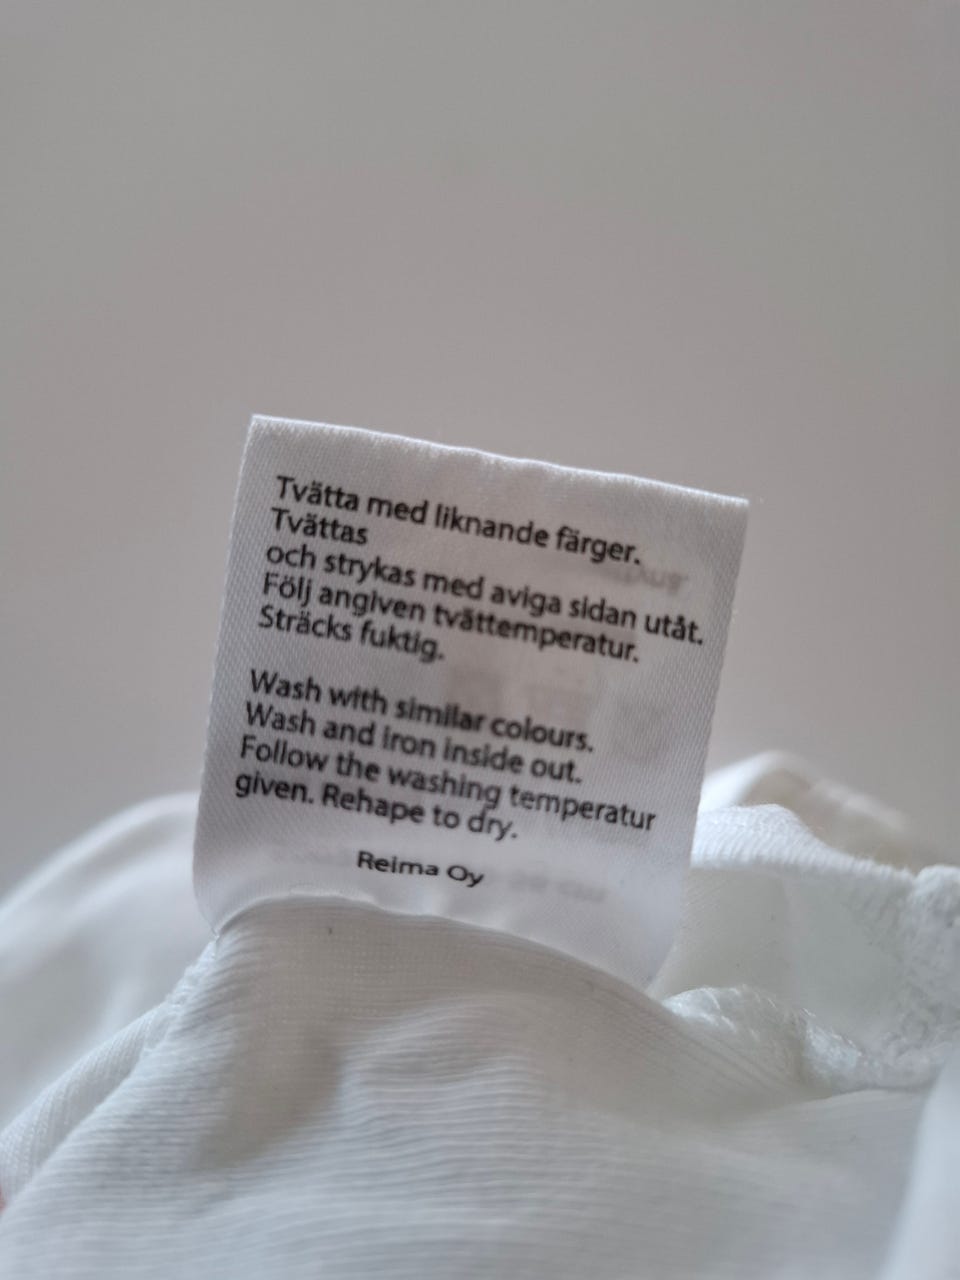 Tvätta med liknande färger.
Tvättas
och strykas med aviga sidan utåt.
Följ angiven tvättemperatur.
Sträcks fuktig.
Wash with similar colours.
Wash and iron inside out.
Follow the washing temperatur
given. Rehape to dry.
Reima Oy